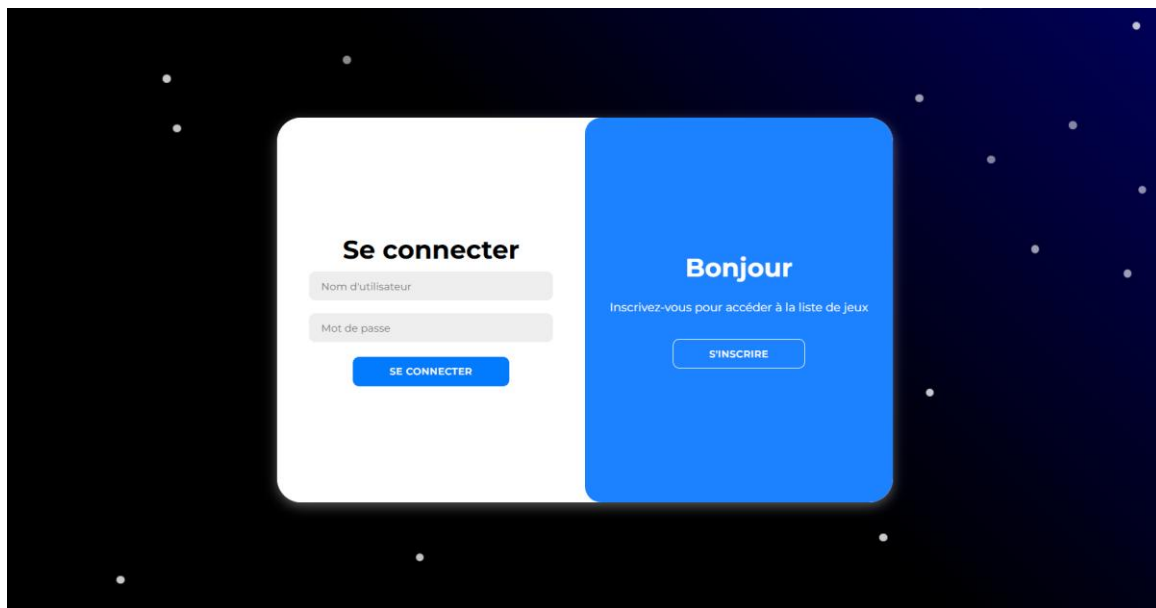 Se connecter
Nom d'utilisateur
Mot de passe
SE CONNECTER
Bonjour
Inscrivez-vous pour accéder à la liste de jeux
S'INSCRIRE